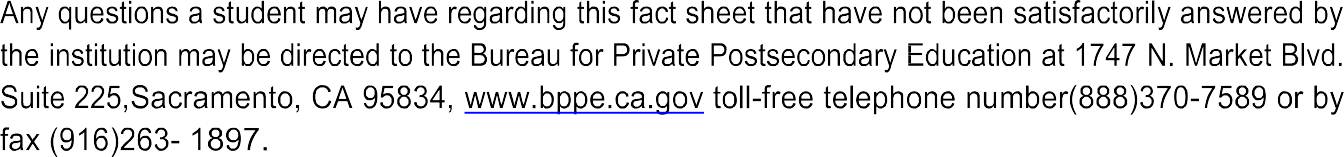 Any questions a student may have regarding this fact sheet that have not been satisfactorily answered by
the institution may be directed to the Bureau for Private Postsecondary Education at 1747 N. Market Blvd.
Suite 225,Sacramento, CA 95834, www.bppe.ca.gov toll-free telephone number(888)370-7589 or by
fax (916)263- 1897.